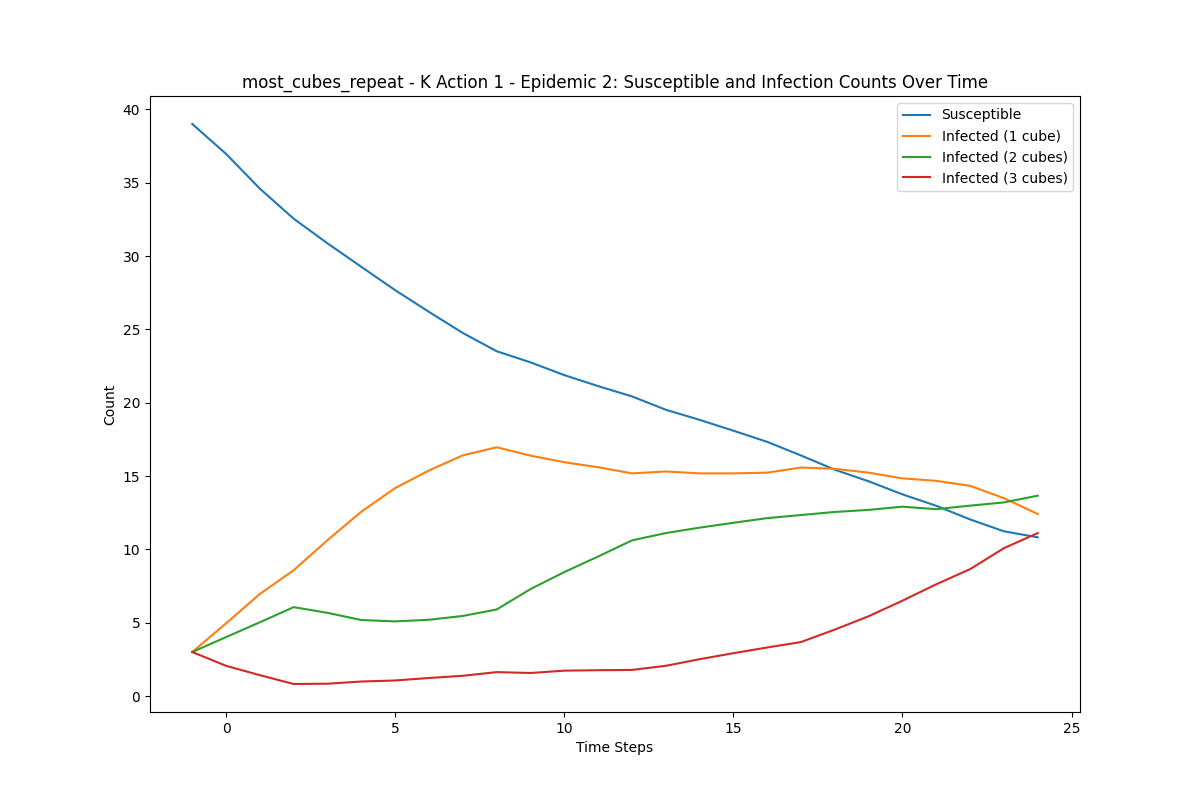 most_cubes_repeat - K Action 1 - Epidemic 2: Susceptible and Infection Counts Over Time
Susceptible
Infected (1 cube)
Infected (2 cubes)
Infected (3 cubes)
Count
40
35
30
25
20
15
10
5
0
0
5
10
15
20
25
Time Steps